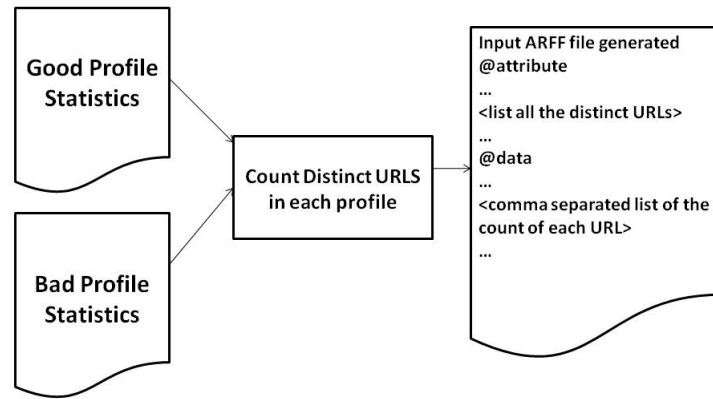 Good Profile
Statistics
Bad Profile
Statistics
Count Distinct URLS
in each profile
Input ARFF file generated
@attribute
...
<list all the distinct URLs>
...
@data
...
<comma separated list of the
count of each URL>
...